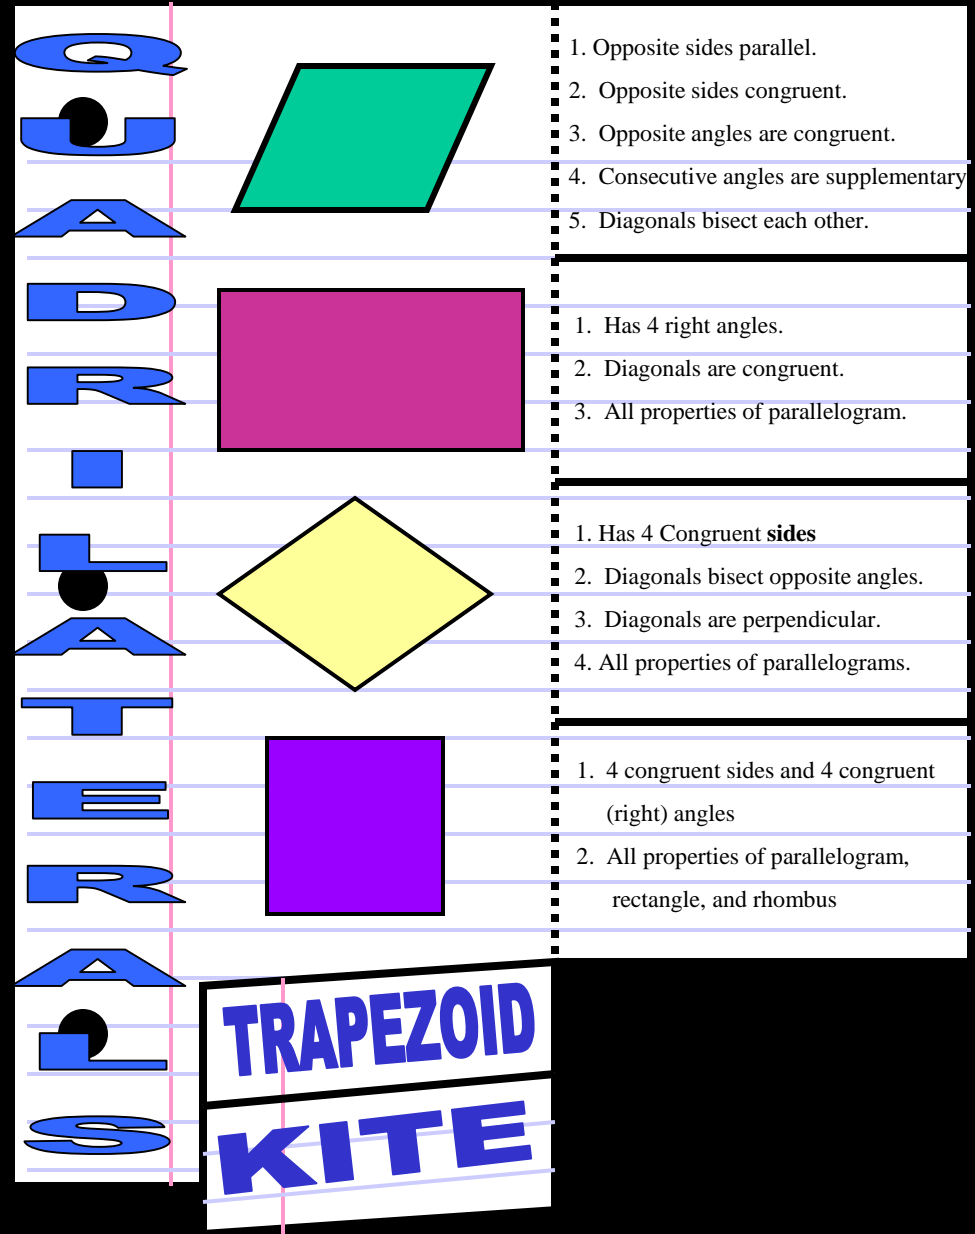 QUADRILATERALS
1. Opposite sides parallel.
2. Opposite sides congruent.
3. Opposite angles are congruent.
4. Consecutive angles are supplementary
5. Diagonals bisect each other.
1. Has 4 right angles.
2. Diagonals are congruent.
3. All properties of parallelogram.
1. Has 4 Congruent sides
2. Diagonals bisect opposite angles.
3. Diagonals are perpendicular.
4. All properties of parallelograms.
1. 4 congruent sides and 4 congruent
(right) angles
2. All properties of parallelogram,
rectangle, and rhombus
TRAPEZOID
KITE